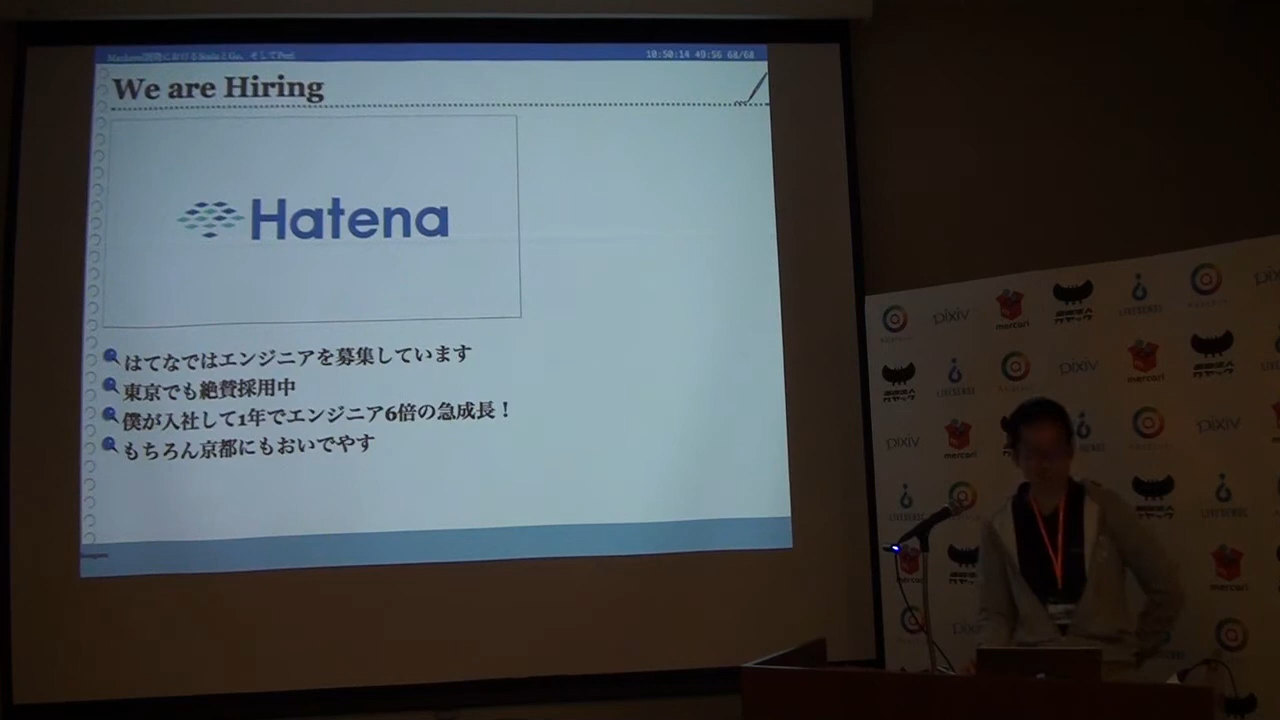 10:50:14 49:56 68/68
We are Hiring
Hatena
はてなではエンジニアを募集しています
東京でも絶賛採用中
僕が入社して1年でエンジニア6倍の急成長！
もちろん京都にもおいでやす
pixiv
mercari
LIVESENSE
pixiv
mercari
LIVESENSE
pixiv
mercari
pixiv
LIVESENSE
mercari